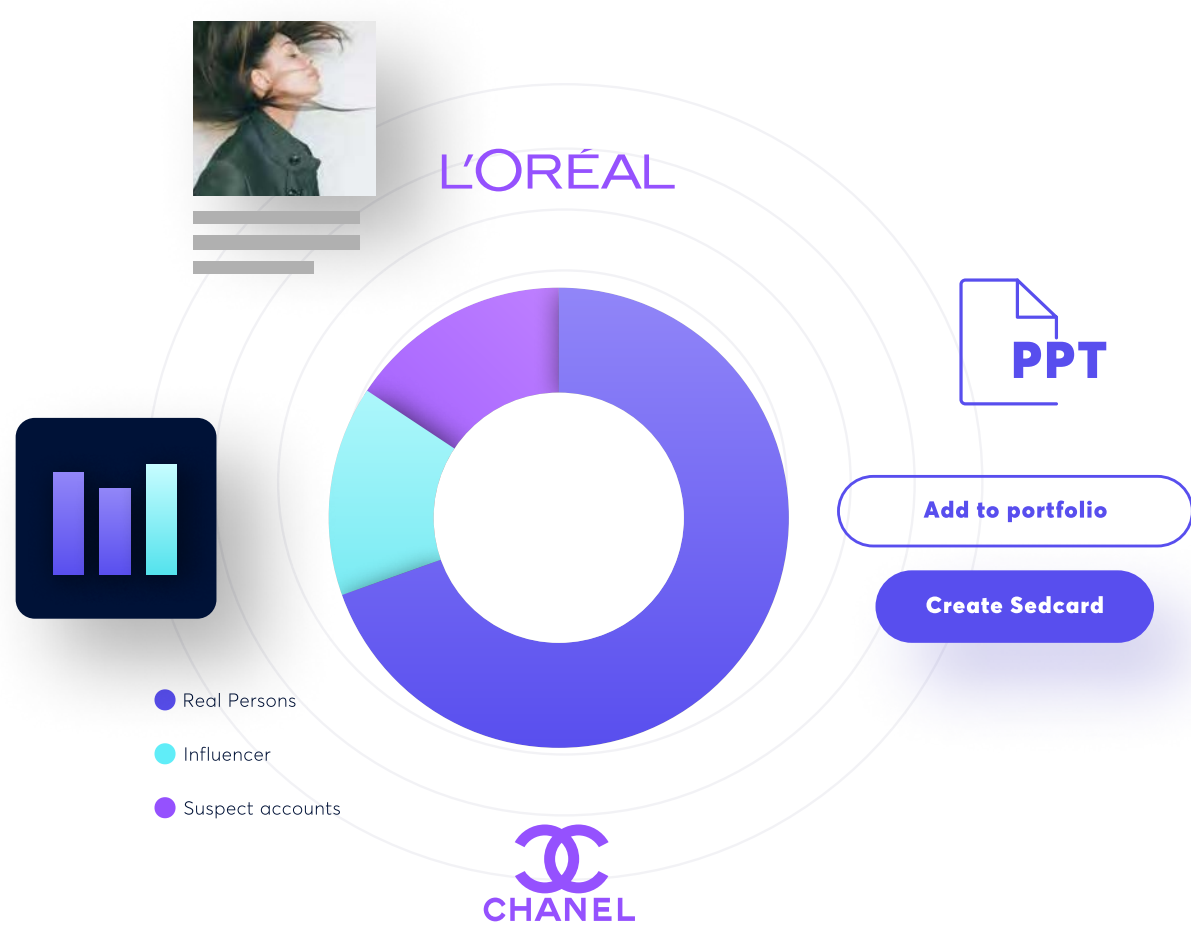 L'ORÉAL
PPT
Add to portfolio
Create Sedcard
Real Persons
Influencer
Suspect accounts
CHANEL